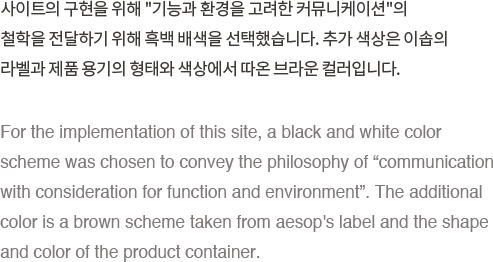 사이트의 구현을 위해 "기능과 환경을 고려한 커뮤니케이션"의
철학을 전달하기 위해 흑백 배색을 선택했습니다. 추가 색상은 이솝의
라벨과 제품 용기의 형태와 색상에서 따온 브라운 컬러입니다.
For the implementation of this site, a black and white color
scheme was chosen to convey the philosophy of “communication
with consideration for function and environment”. The additional
color is a brown scheme taken from aesop's label and the shape
and color of the product container.